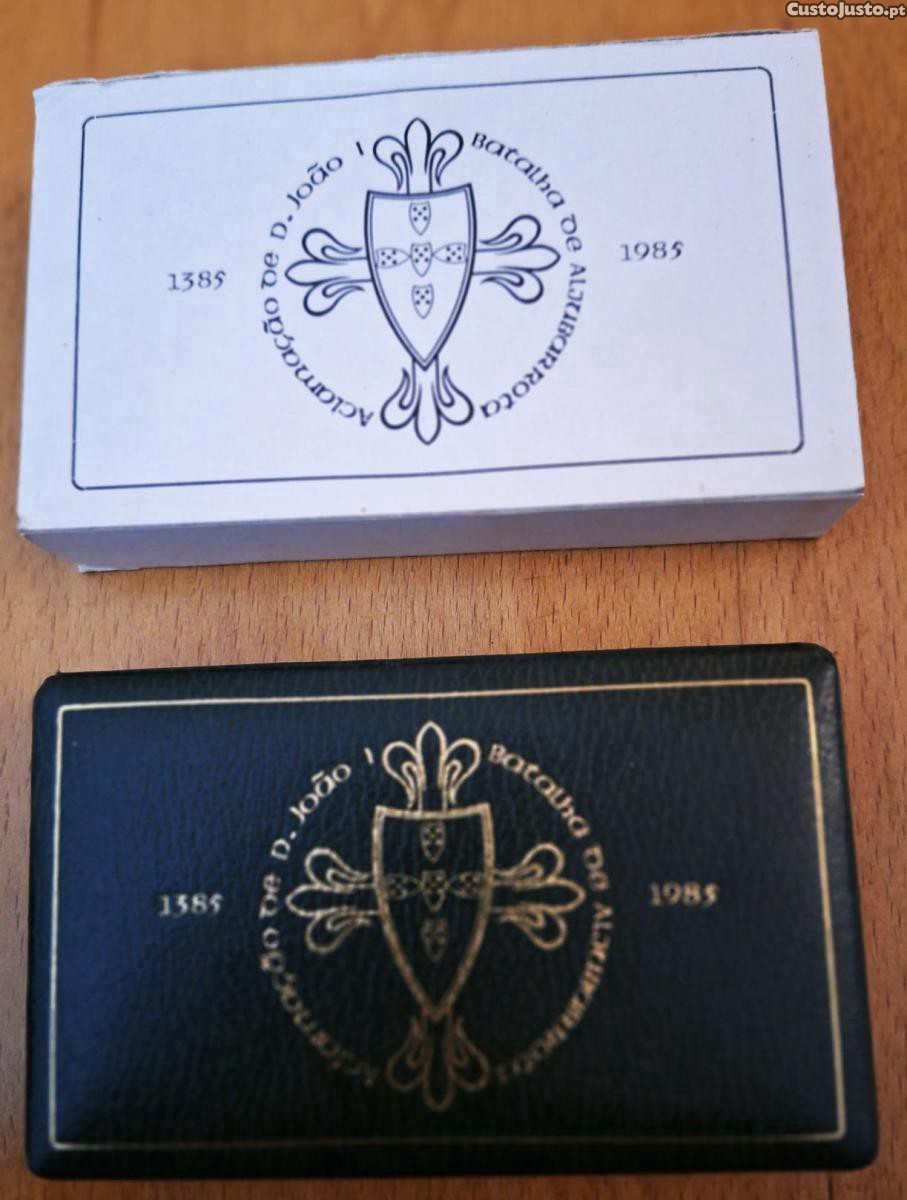 CustoJusto.pt
Aclamação de D. João I
Batalha de Aljubarrota
1385
1985
Aclamação de D. João I
Batalha de Aljubarrota
1385
1985